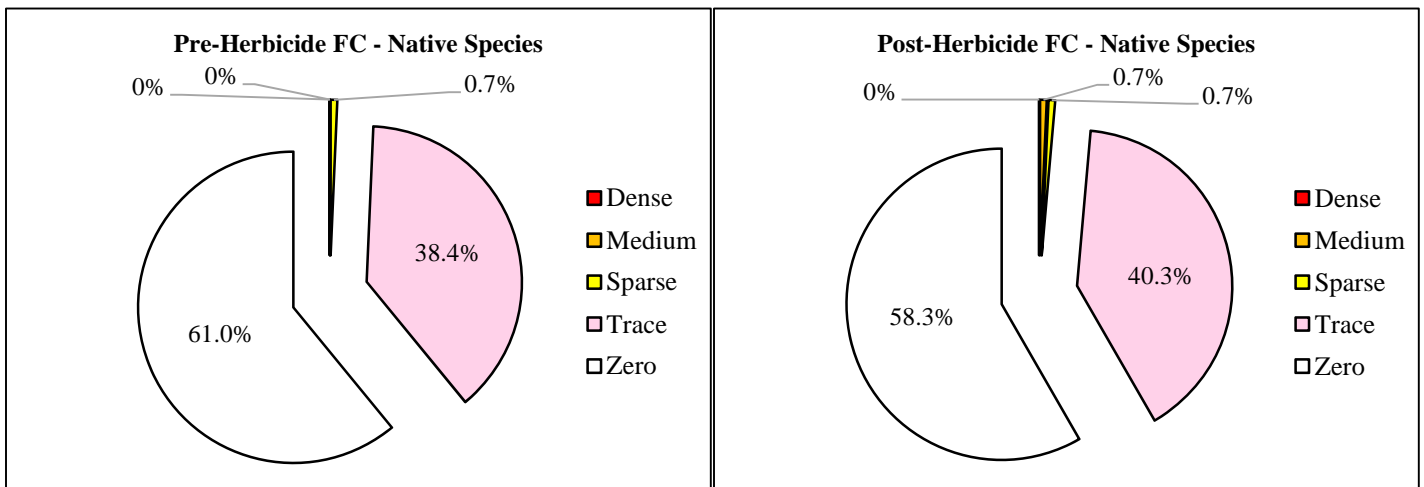 Pre-Herbicide FC - Native Species
0%
0%
0.7%
38.4%
61.0%
Dense
Medium
Sparse
Trace
Zero
Post-Herbicide FC - Native Species
0%
0.7%
0.7%
40.3%
58.3%
Dense
Medium
Sparse
Trace
Zero